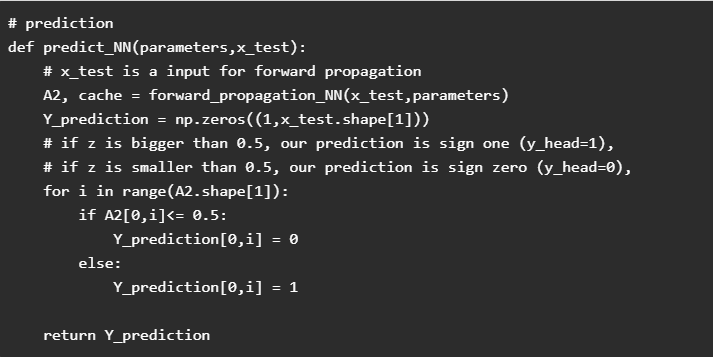 # prediction
def predict_NN(parameters,x_test):
    # x_test is a input for forward propagation
    A2, cache = forward_propagation_NN(x_test,parameters)
    Y_prediction = np.zeros((1,x_test.shape[1]))
    # if z is bigger than 0.5, our prediction is sign one (y_head=1),
    # if z is smaller than 0.5, our prediction is sign zero (y_head=0),
    for i in range(A2.shape[1]):
        if A2[0,i]<= 0.5:
            Y_prediction[0,i] = 0
        else:
            Y_prediction[0,i] = 1
    return Y_prediction